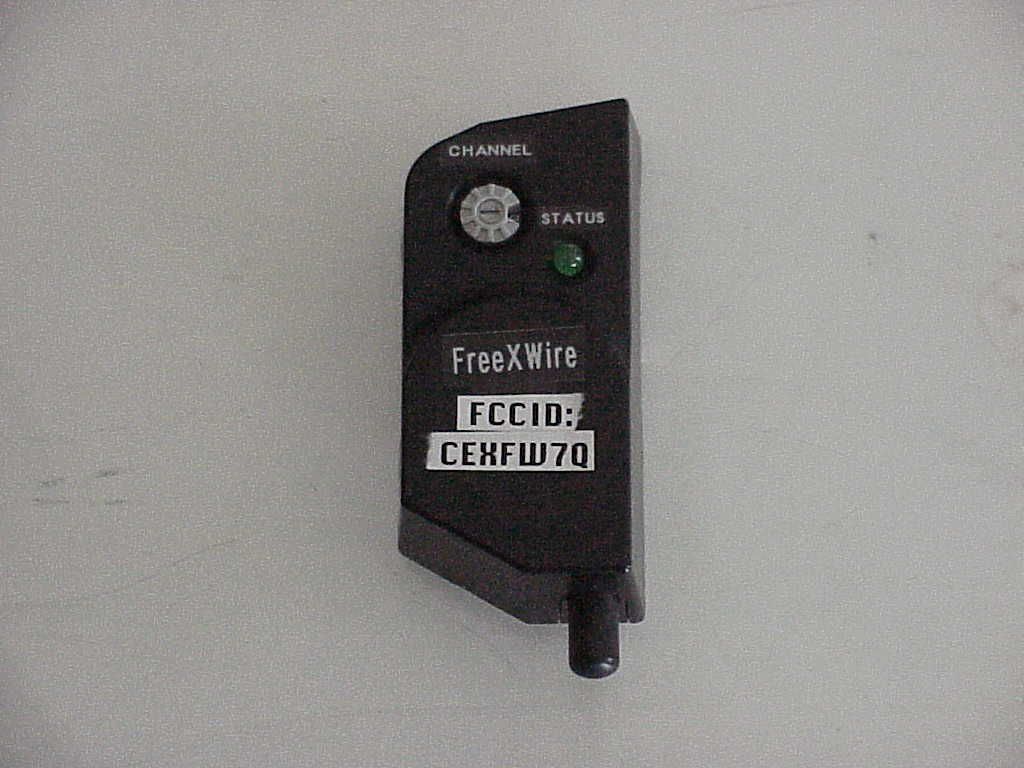 CHANNEL
STATUS
FreeXWire
FCCID:
CEXFW7Q